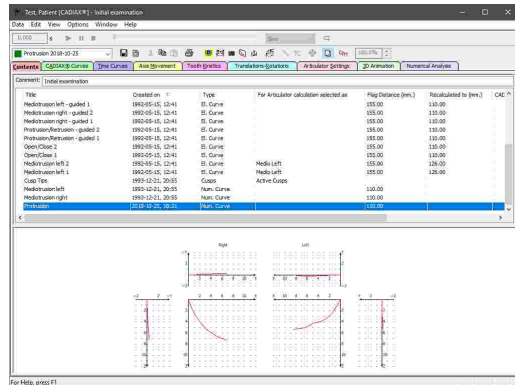 Test, Patient [CADIAX®] - Initial examination
Data Edit View Options Window Help
0.000 s Slow
Protrusion 2018-10-25 100.0%
Contents CADIAX® Curves Time Curves Axis Movement Tooth Kinetics Translations-Rotations Articulator Settings 3D Animation Numerical Analysis
Comment: Initial examination
Title Created on Type For Articulator calculation selected as Flag Distance (mm.) Recalculated to (mm.) CAD
Mediotrusion left - guided 1 1992-05-15, 12:41 El. Curve 155.00 110.00
Mediotrusion right - guided 2 1992-05-15, 12:41 El. Curve 155.00 110.00
Mediotrusion right - guided 1 1992-05-15, 12:41 El. Curve 155.00 110.00
Protrusion/Retrusion - guided 2 1992-05-15, 12:41 El. Curve 155.00 110.00
Protrusion/Retrusion - guided 1 1992-05-15, 12:41 El. Curve 155.00 110.00
Open/Close 2 1992-05-15, 12:41 El. Curve 155.00 110.00
Open/Close 1 1992-05-15, 12:41 El. Curve 155.00 110.00
Mediotrusion left 2 1992-05-15, 12:41 El. Curve Medio Left 155.00 126.00
Mediotrusion left 1 1992-05-15, 12:41 El. Curve Medio Left 155.00 126.00
Cusp Tips 1993-12-21, 20:55 Cusps Active Cusps
Mediotrusion left 1993-12-21, 20:55 Num. Curve 110.00
Mediotrusion right 1993-12-21, 20:55 Num. Curve 110.00
Protrusion 2018-10-25, 18:21 Num. Curve 110.00
Right Left
For Help, press F1